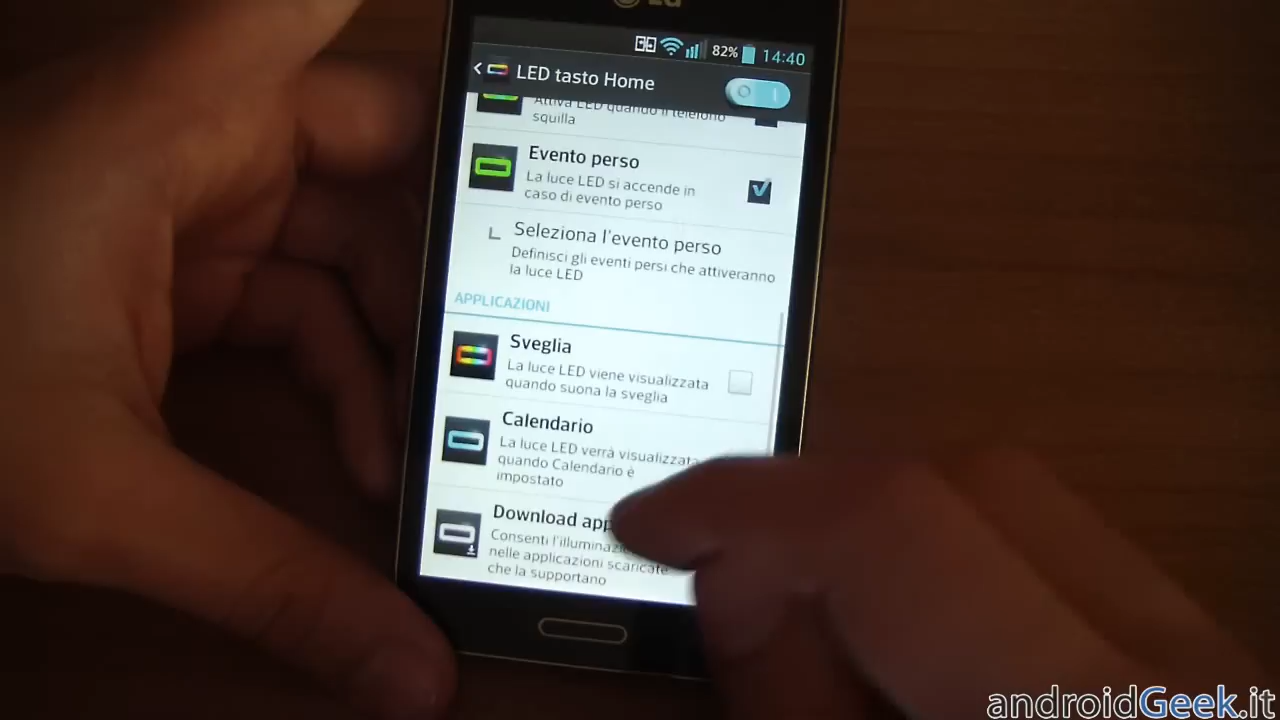 LG
82% 14:40
LED tasto Home
Attiva LED quando il telefono
squilla
Evento perso
La luce LED si accende in
caso di evento perso
Seleziona l'evento perso
Definisci gli eventi persi che attiveranno
la luce LED
APPLICAZIONI
Sveglia
La luce LED viene visualizzata
quando suona la sveglia
Calendario
La luce LED verrà visualizzata
quando Calendario è
impostato
Download app
Consenti l'illuminazi
nelle applicazioni scaricate
che la supportano
androidGeek.it